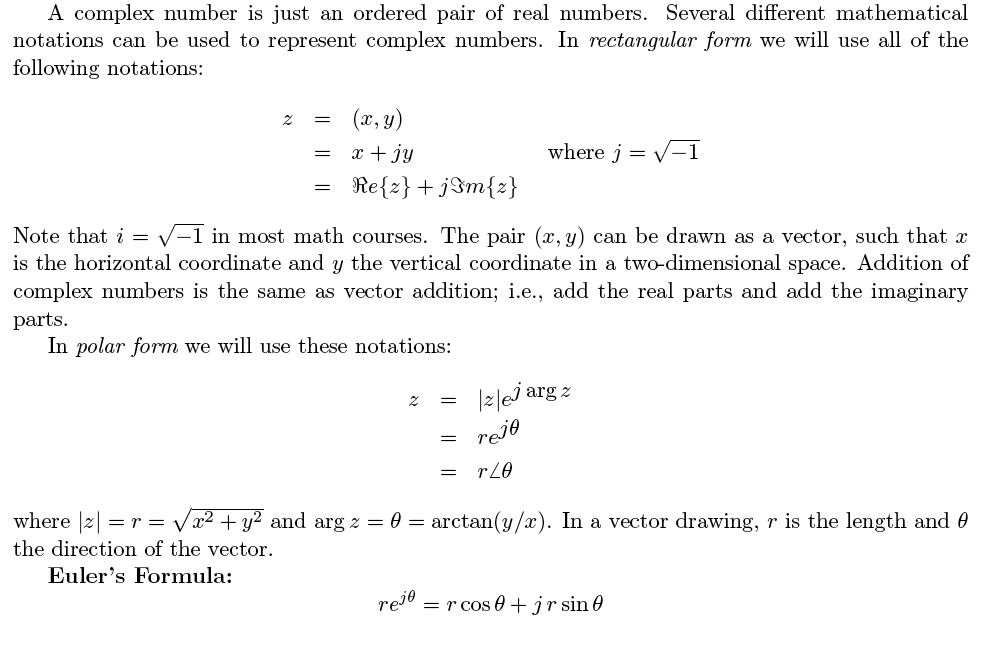 A complex number is just an ordered pair of real numbers. Several different mathematical
notations can be used to represent complex numbers. In rectangular form we will use all of the
following notations:
z = (x, y)
= x + jy where j = √−1
= ℜe{z} + jℑm{z}
Note that i = √−1 in most math courses. The pair (x, y) can be drawn as a vector, such that x
is the horizontal coordinate and y the vertical coordinate in a two-dimensional space. Addition of
complex numbers is the same as vector addition; i.e., add the real parts and add the imaginary
parts.
In polar form we will use these notations:
z = |z|e^{j arg z}
= re^{jθ}
= r∠θ
where |z| = r = √(x² + y²) and arg z = θ = arctan(y/x). In a vector drawing, r is the length and θ
the direction of the vector.
Euler's Formula:
re^{jθ} = r cos θ + j r sin θ